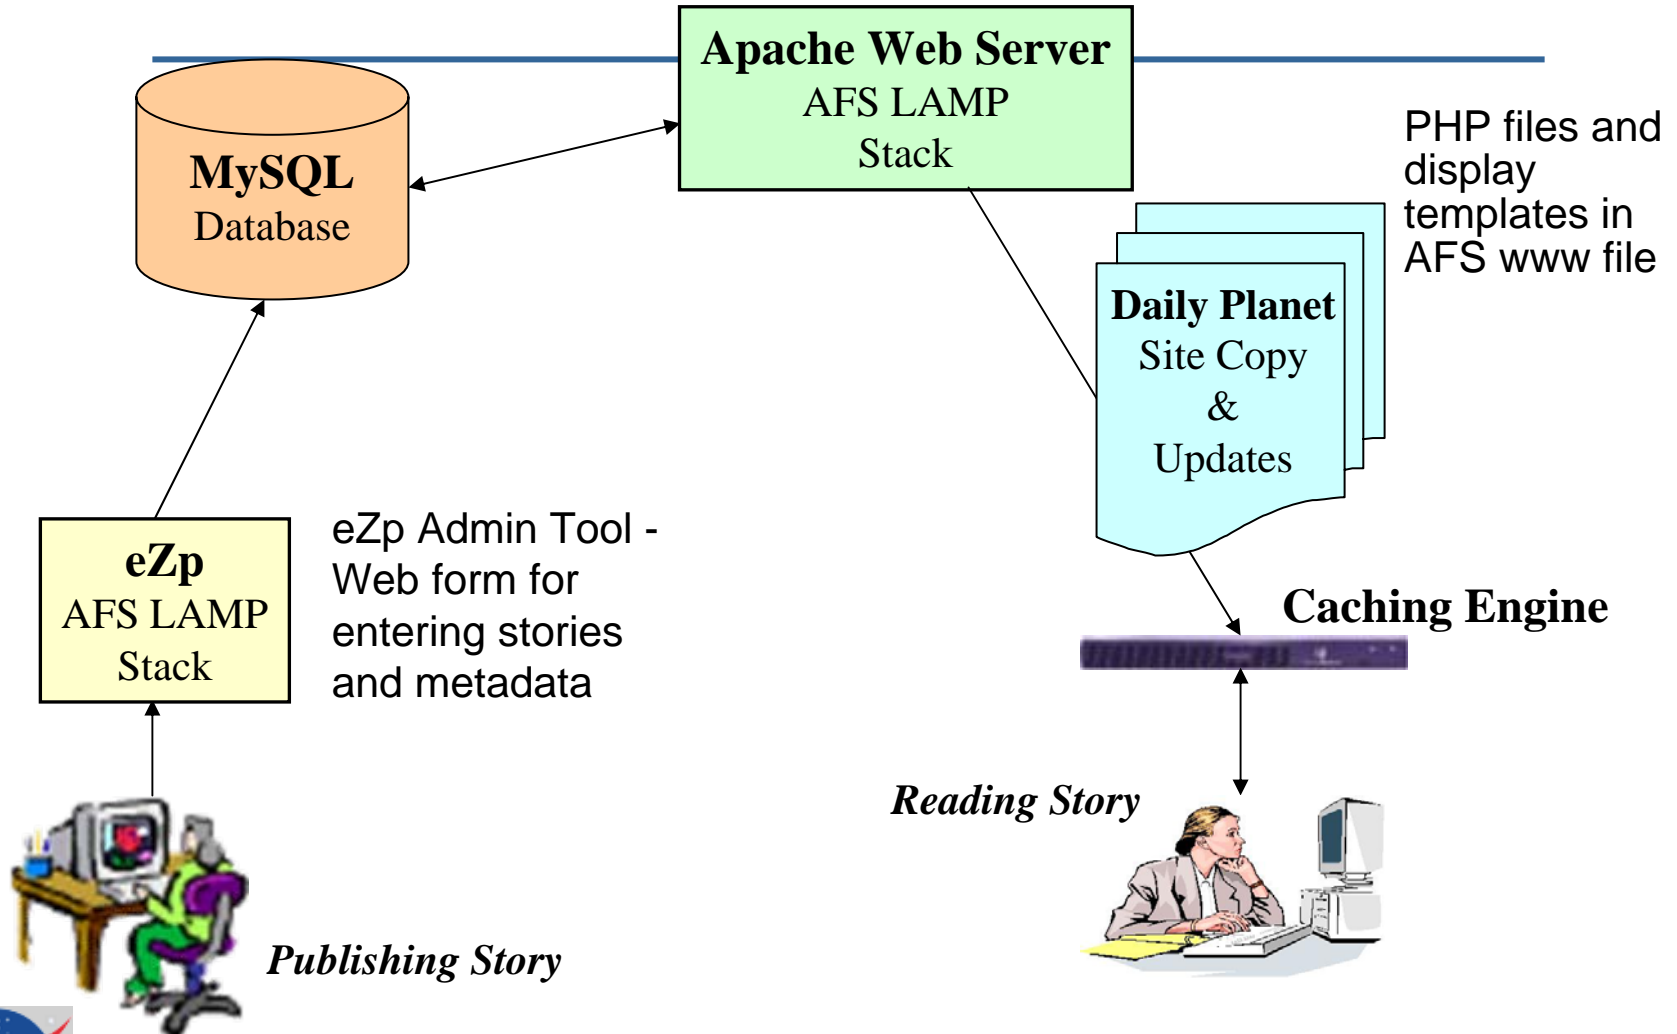 Apache Web Server
AFS LAMP
Stack
MySQL
Database
PHP files and
display
templates in
AFS www file
Daily Planet
Site Copy
&
Updates
eZp
AFS LAMP
Stack
eZp Admin Tool -
Web form for
entering stories
and metadata
Caching Engine
Reading Story
Publishing Story